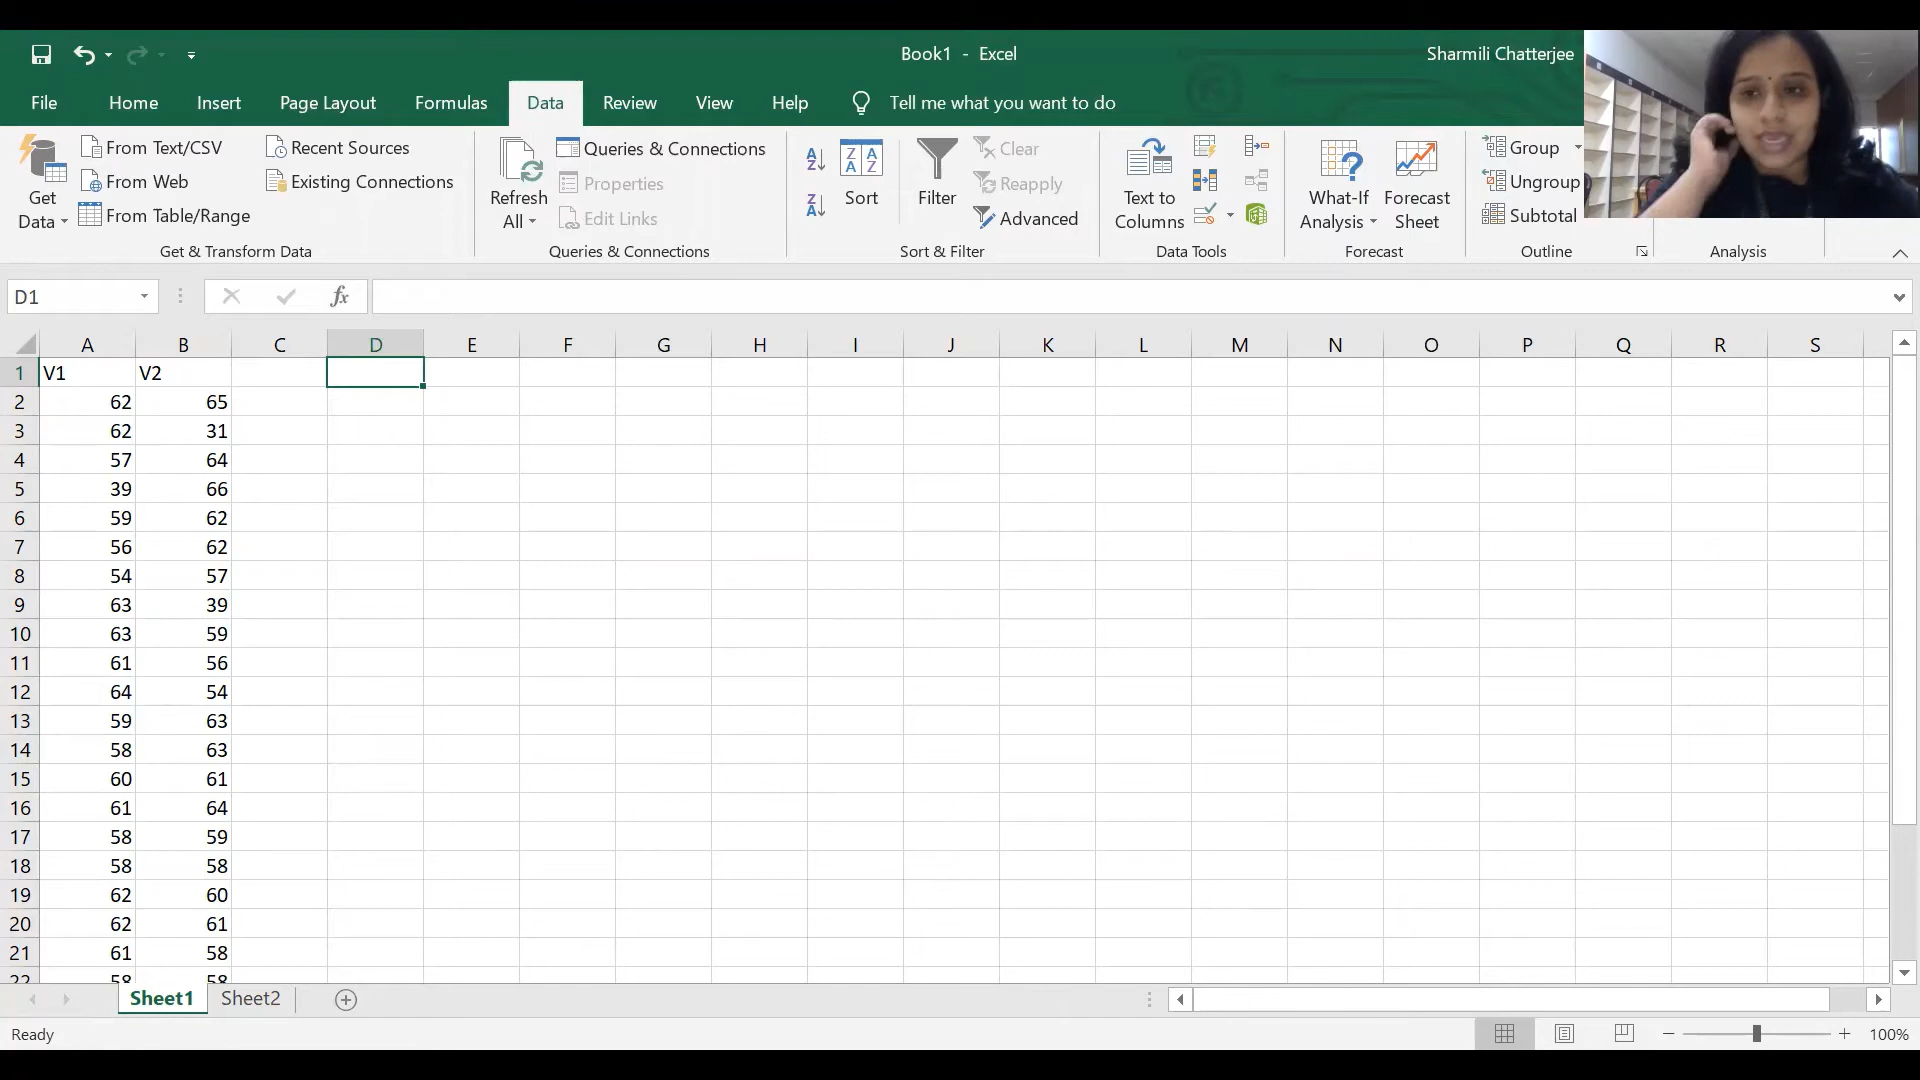 Book1 - Excel
Sharmili Chatterjee
File Home Insert Page Layout Formulas Data Review View Help Tell me what you want to do
Get Data
From Text/CSV
From Web
From Table/Range
Recent Sources
Existing Connections
Get & Transform Data
Refresh All
Queries & Connections
Properties
Edit Links
Queries & Connections
Sort
Filter
Clear
Reapply
Advanced
Sort & Filter
Text to Columns
Data Tools
What-If Analysis
Forecast Sheet
Forecast
Group
Ungroup
Subtotal
Outline
Analysis
D1 fx
A B C D E F G H I J K L M N O P Q R S
1 V1 V2
2 62 65
3 62 31
4 57 64
5 39 66
6 59 62
7 56 62
8 54 57
9 63 39
10 63 59
11 61 56
12 64 54
13 59 63
14 58 63
15 60 61
16 61 64
17 58 59
18 58 58
19 62 60
20 62 61
21 61 58
22 58 58
Sheet1 Sheet2
Ready 100%